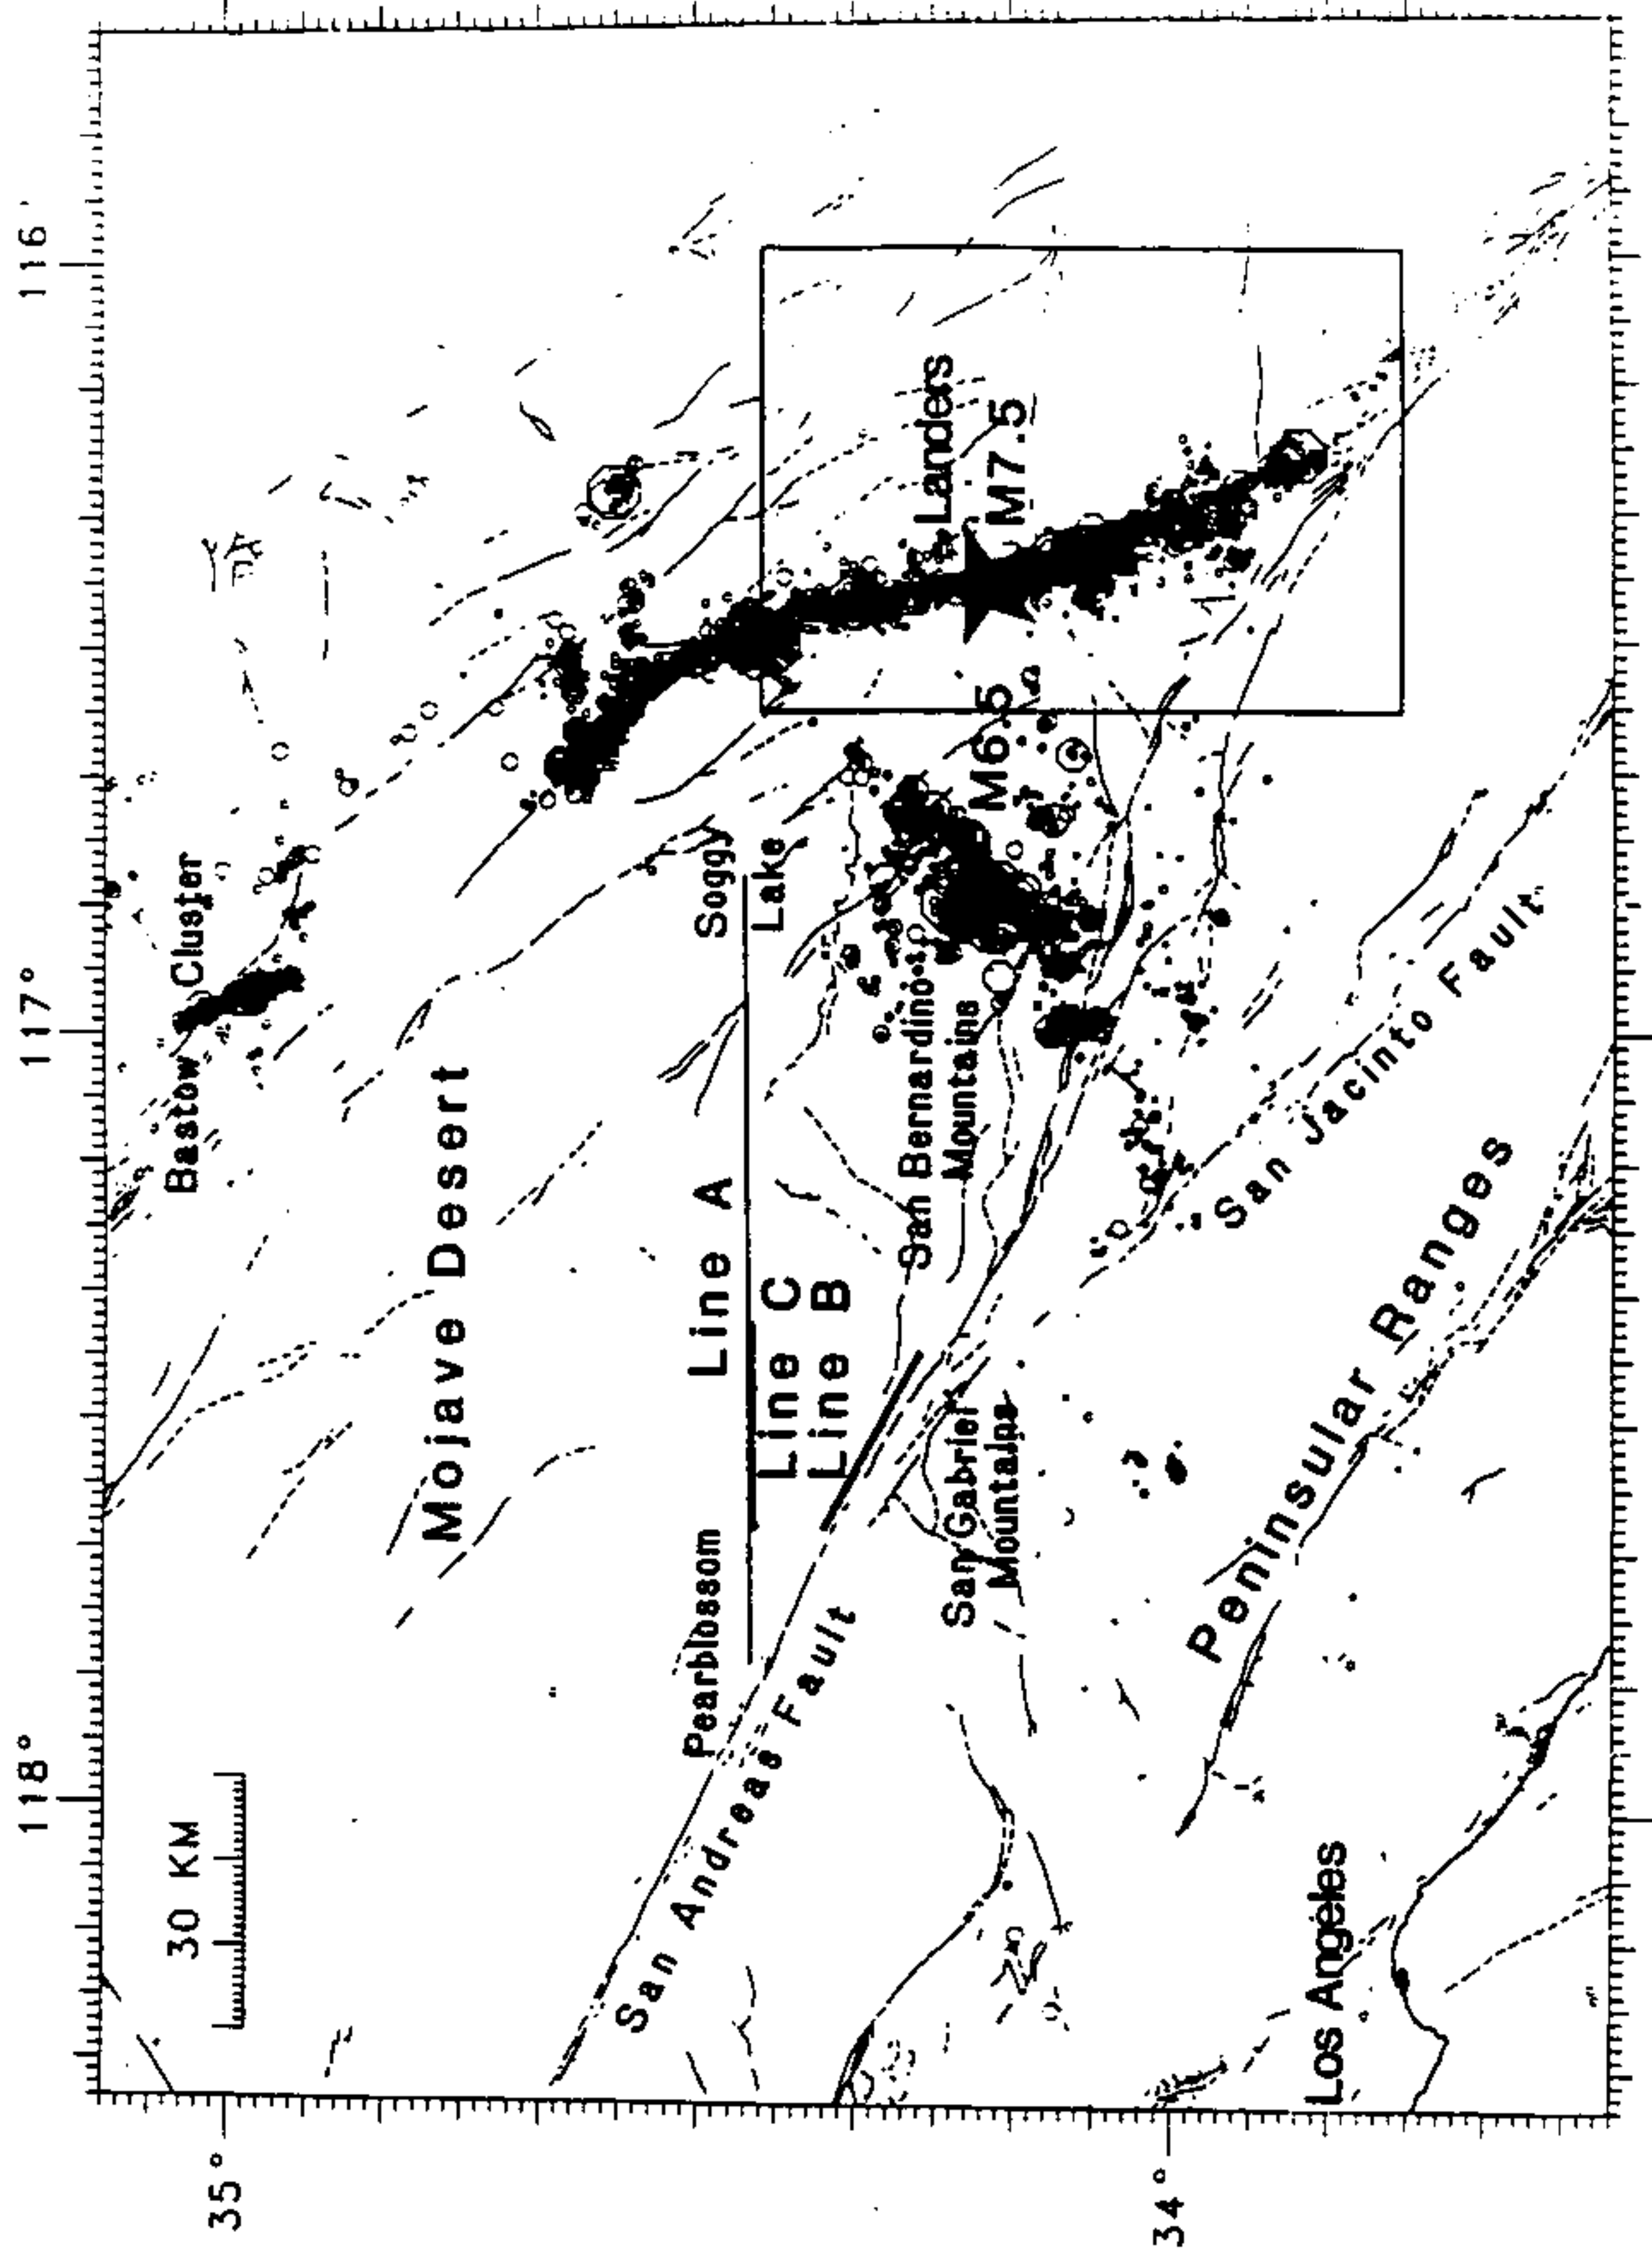 118°
117°
116'
35°
34°
30 KM
Bastow Cluster
Mojave Desert
Pearblossom
Line A
Soggy
Lake
Line C
Line B
San Andreas Fault
San Bernardino
Mountains
San Gabriel
Mountains
Landers
M7.5
M6.5
San Jacinto Fault
Peninsular Ranges
Los Angeles